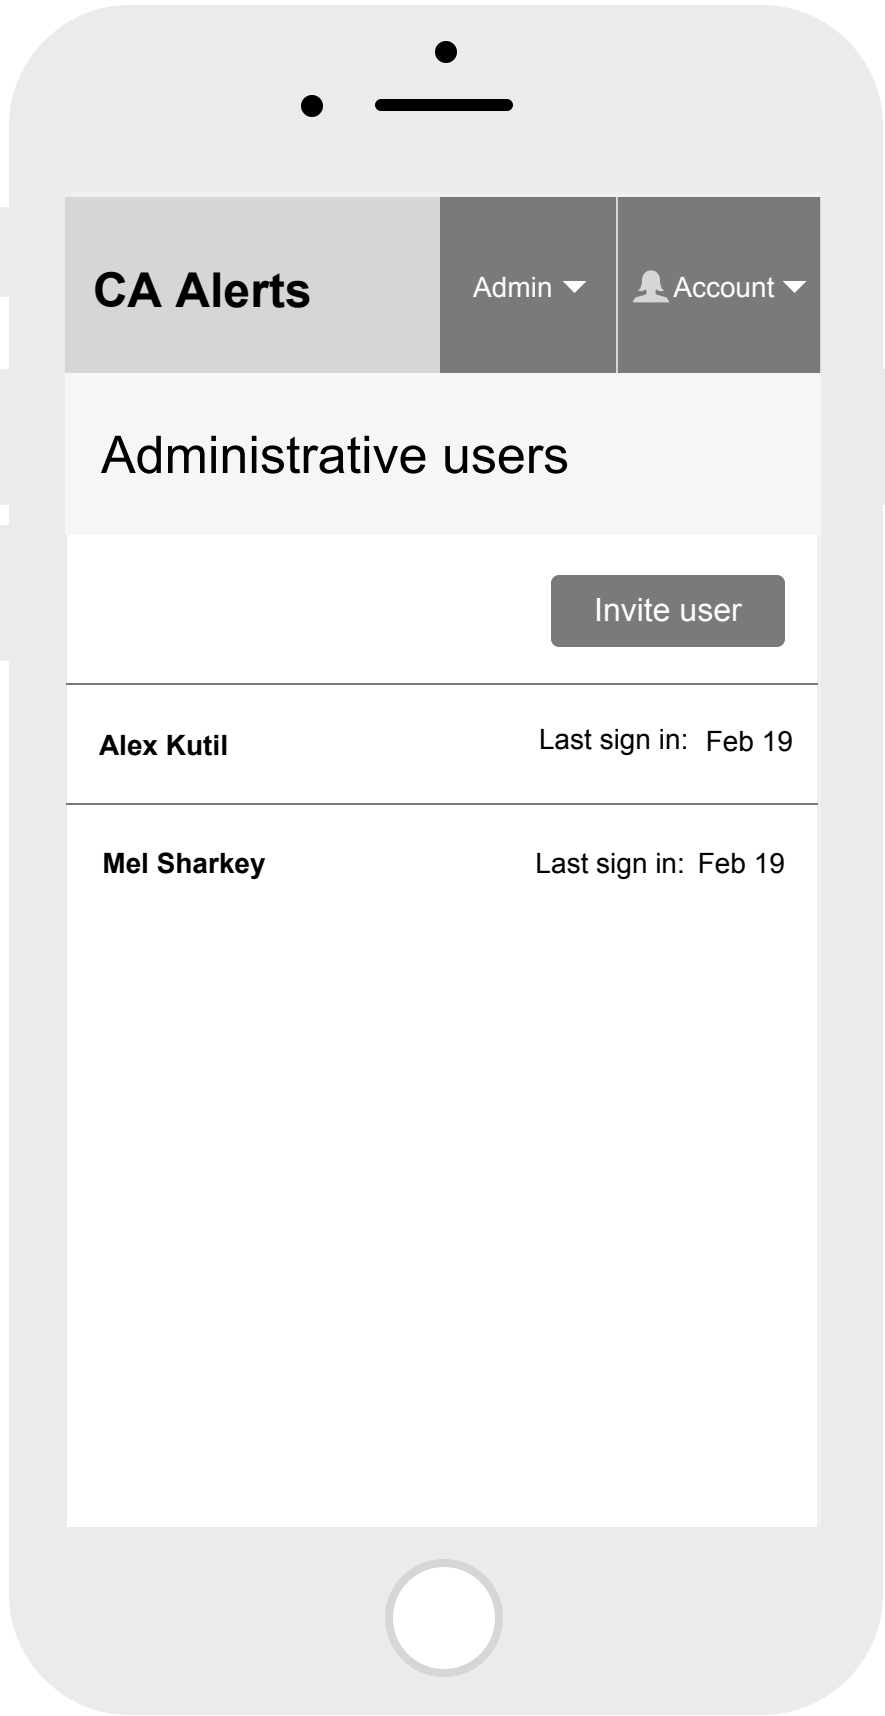 CA Alerts Admin Account
Administrative users
Invite user
Alex Kutil Last sign in: Feb 19
Mel Sharkey Last sign in: Feb 19